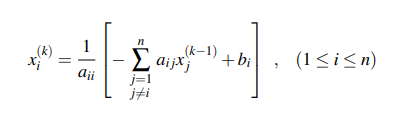 x_i^{(k)} = \frac{1}{a_{ii}} \left[ -\sum_{\substack{j=1 \\ j \neq i}}^{n} a_{ij} x_j^{(k-1)} + b_i \right] , \quad (1 \leq i \leq n)